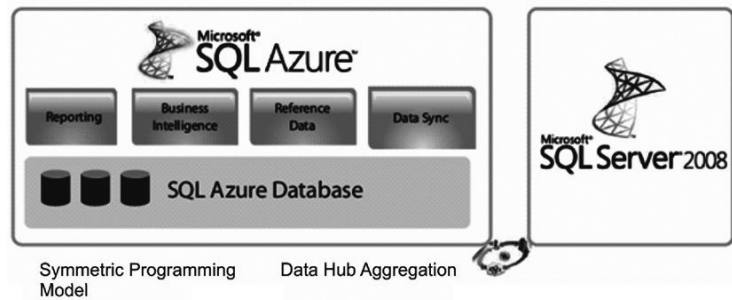 Microsoft®
SQL Azure™
Reporting
Business
Intelligence
Reference
Data
Data Sync
SQL Azure Database
Microsoft®
SQL Server® 2008
Symmetric Programming
Model
Data Hub Aggregation